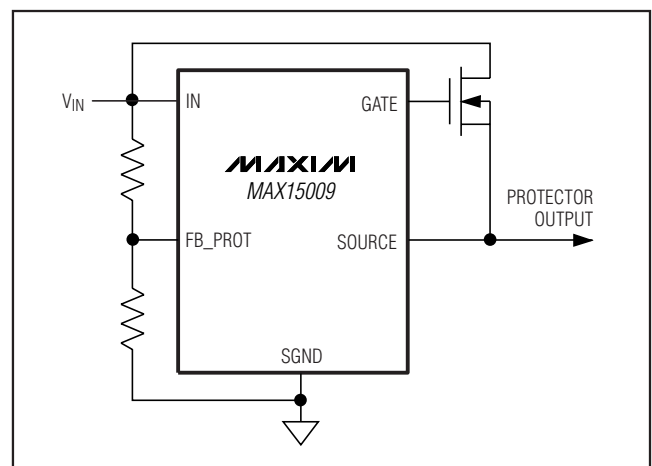 V_IN
IN
GATE
MAXIM
MAX15009
PROTECTOR
OUTPUT
FB_PROT
SOURCE
SGND